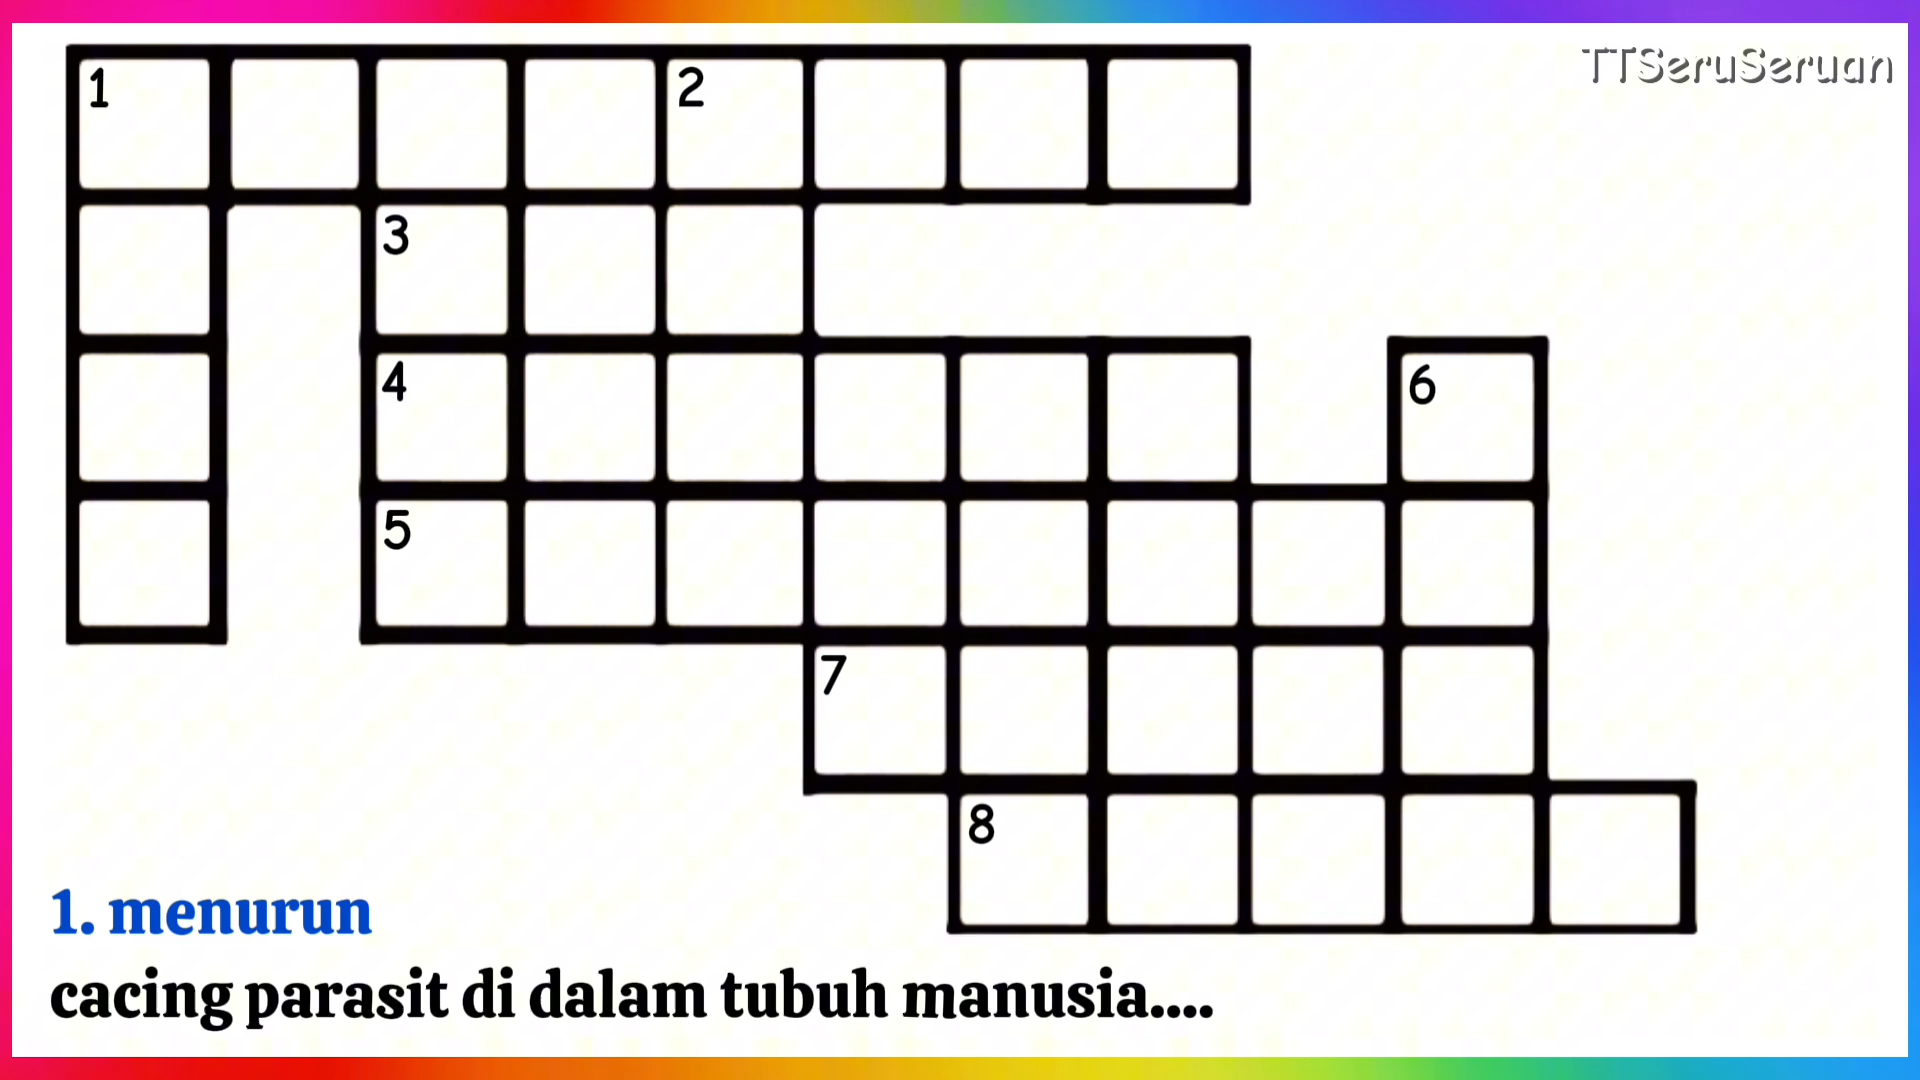 TTSeruSeruan
1
2
3
4
6
5
7
8
1. menurun
cacing parasit di dalam tubuh manusia....